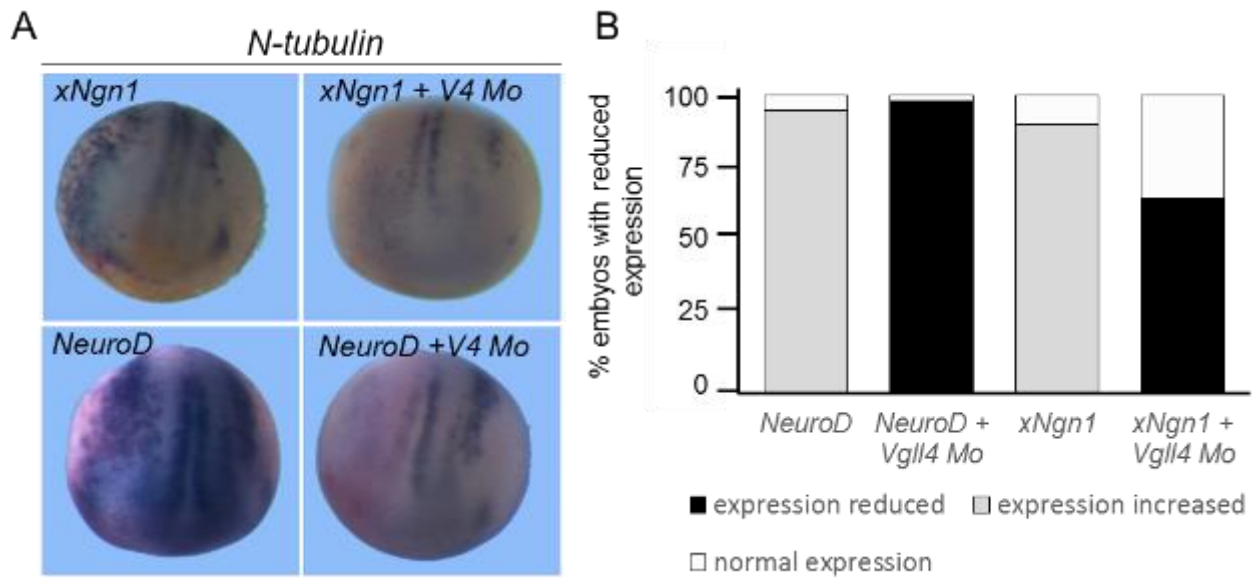 A
N-tubulin
xNgn1
xNgn1 + V4 Mo
NeuroD
NeuroD +V4 Mo
B
% embyos with reduced
expression
100
75
50
25
0
NeuroD
NeuroD +
Vgll4 Mo
xNgn1
xNgn1 +
Vgll4 Mo
expression reduced
expression increased
normal expression